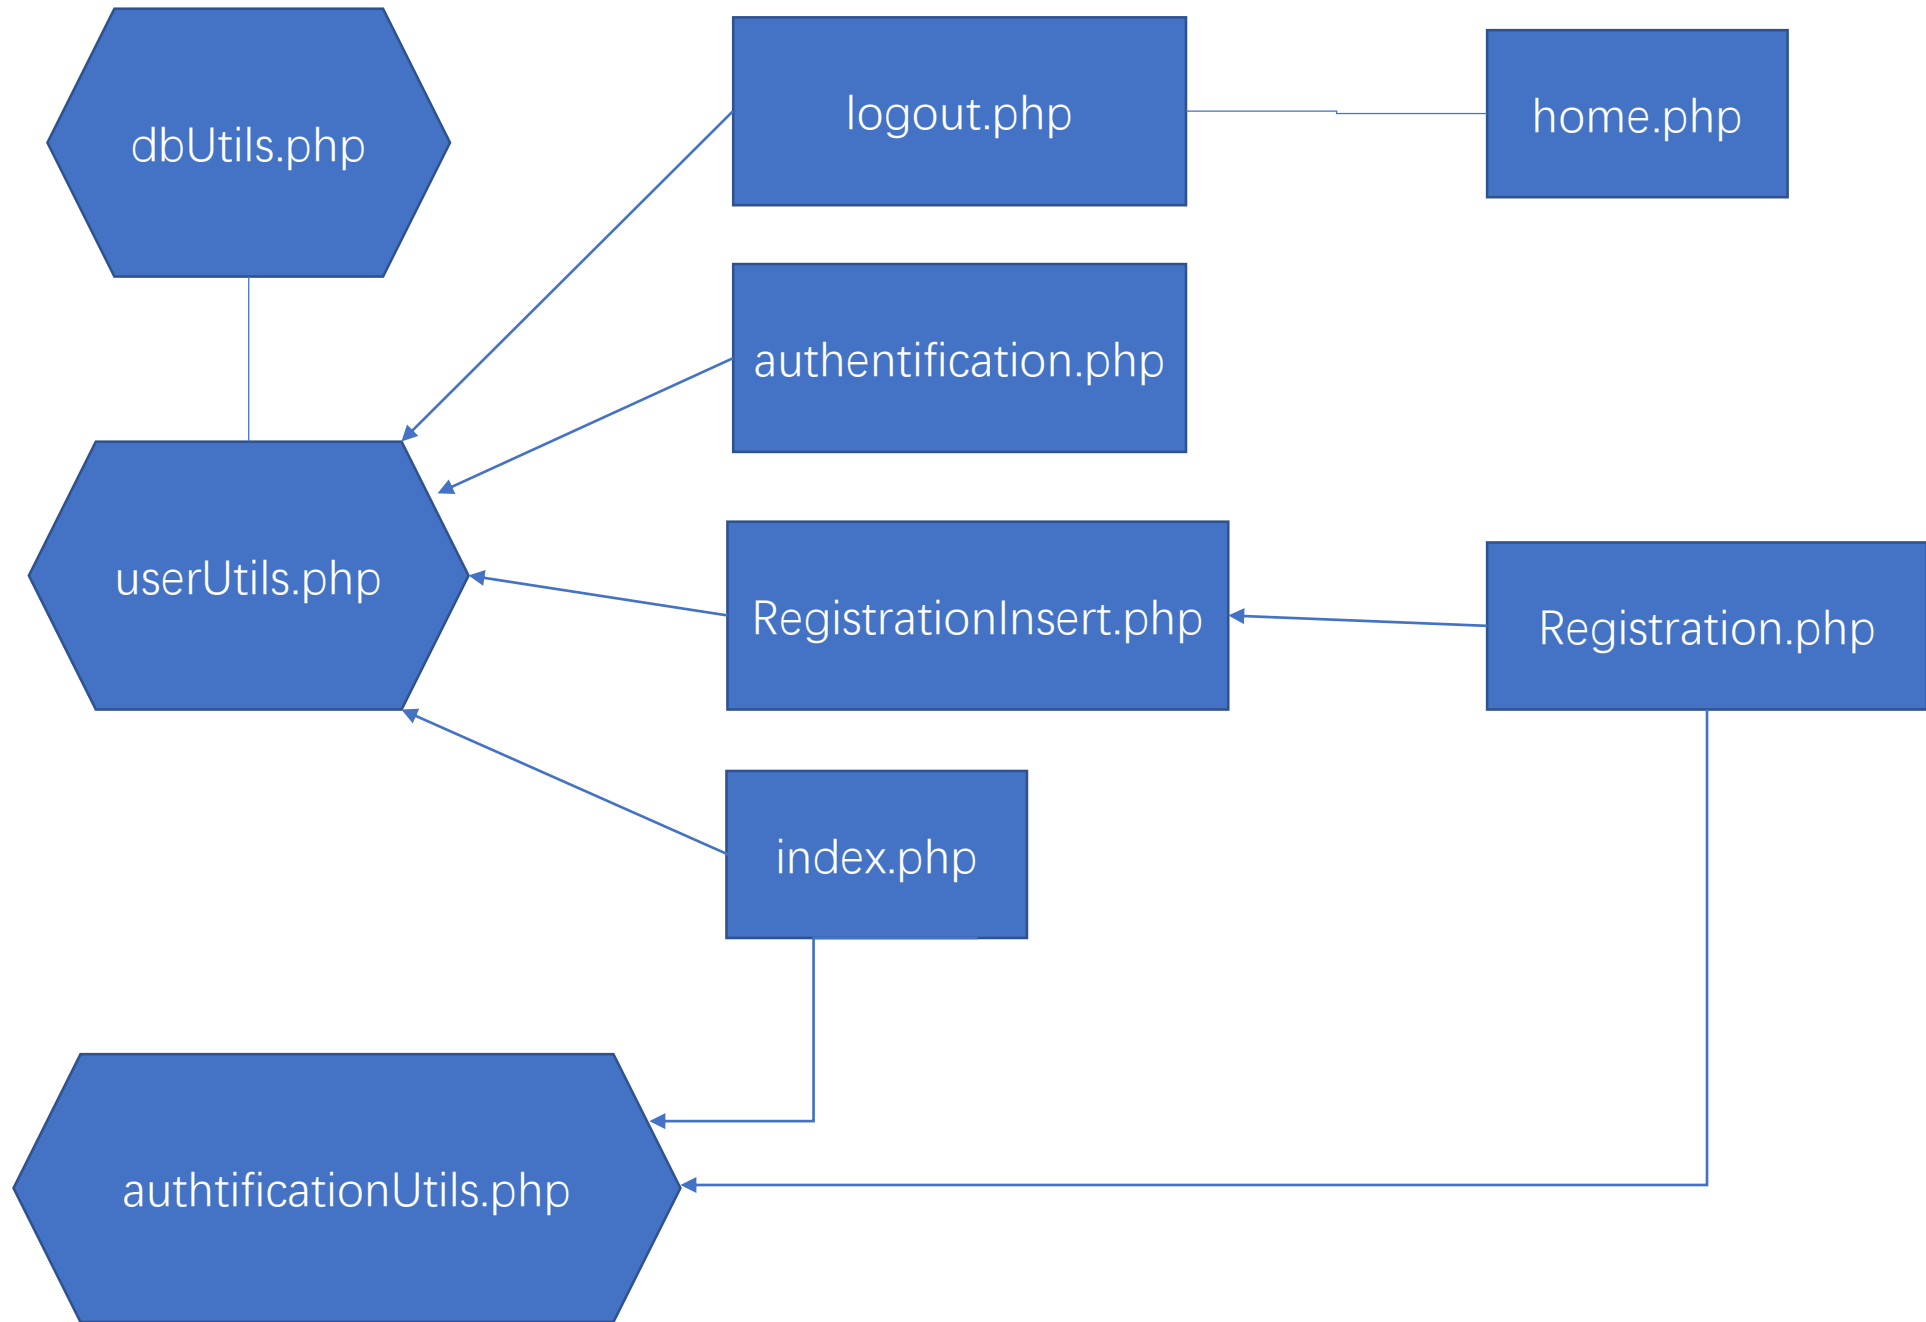 dbUtils.php
logout.php
home.php
authentification.php
userUtils.php
RegistrationInsert.php
Registration.php
index.php
authtificationUtils.php